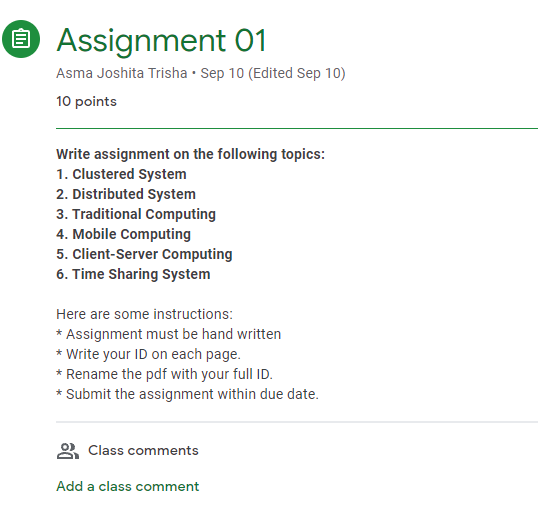 Assignment 01
Asma Joshita Trisha • Sep 10 (Edited Sep 10)
10 points
Write assignment on the following topics:
1. Clustered System
2. Distributed System
3. Traditional Computing
4. Mobile Computing
5. Client-Server Computing
6. Time Sharing System
Here are some instructions:
* Assignment must be hand written
* Write your ID on each page.
* Rename the pdf with your full ID.
* Submit the assignment within due date.
Class comments
Add a class comment